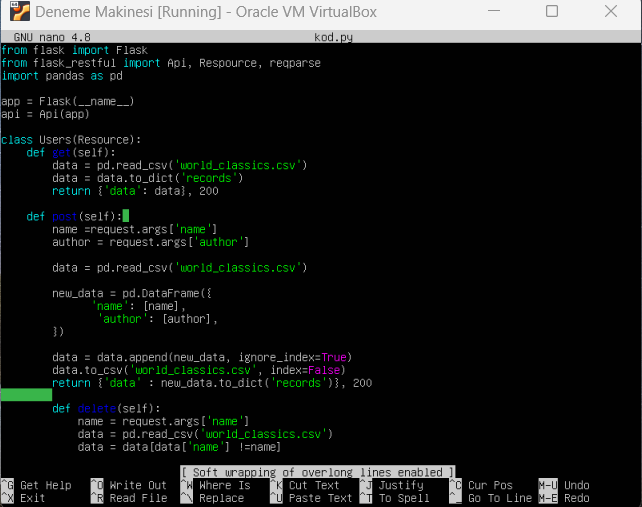 Deneme Makinesi [Running] - Oracle VM VirtualBox
GNU nano 4.8 kod.py
from flask import Flask
from flask_restful import Api, Respource, reqparse
import pandas as pd
app = Flask(__name__)
api = Api(app)
class Users(Resource):
    def get(self):
        data = pd.read_csv('world_classics.csv')
        data = data.to_dict('records')
        return {'data': data}, 200
    def post(self):
        name =request.args['name']
        author = request.args['author']
        data = pd.read_csv('world_classics.csv')
        new_data = pd.DataFrame({
              'name': [name],
               'author': [author],
        })
        data = data.append(new_data, ignore_index=True)
        data.to_csv('world_classics.csv', index=False)
        return {'data' : new_data.to_dict('records')}, 200
        def delete(self):
            name = request.args['name']
            data = pd.read_csv('world_classics.csv')
            data = data[data['name'] !=name]
[ Soft wrapping of overlong lines enabled ]
^G Get Help ^O Write Out ^W Where Is ^K Cut Text ^J Justify ^C Cur Pos M-U Undo
^X Exit ^R Read File ^\ Replace ^U Paste Text ^T To Spell ^_ Go To Line M-E Redo